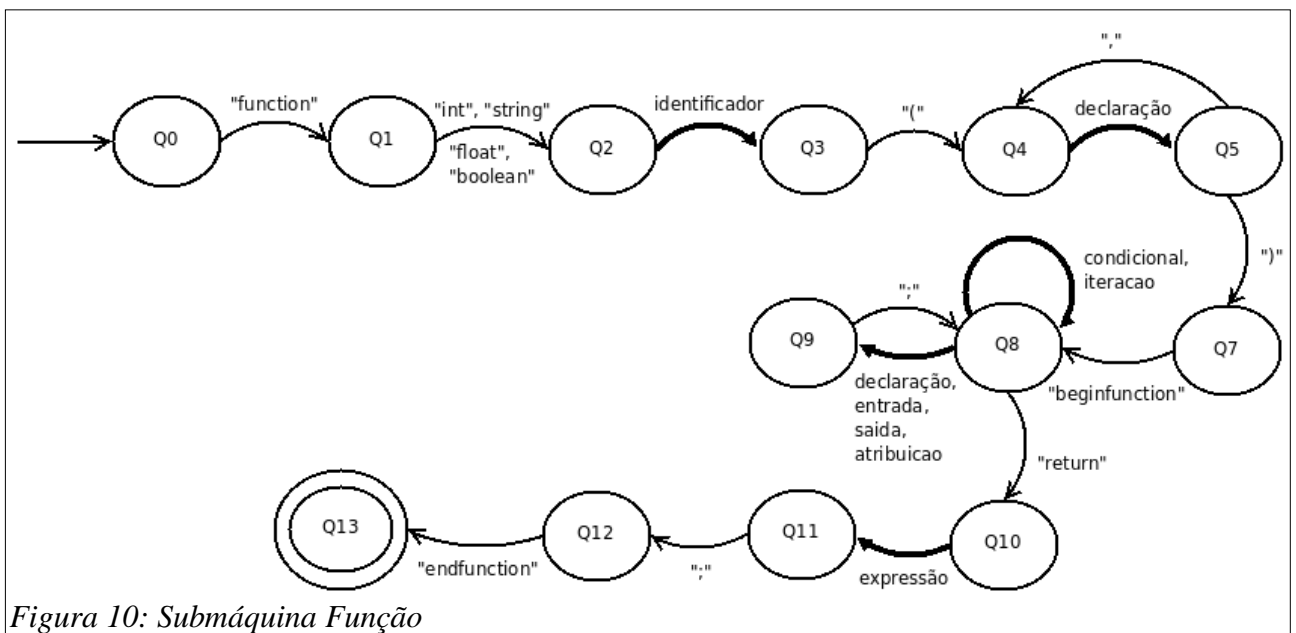 ","
"function"
"int", "string"
identificador
"("
declaração
Q0
Q1
Q2
Q3
Q4
Q5
"float",
"boolean"
")"
condicional,
iteracao
";"
Q9
Q8
Q7
declaração,
entrada,
saida,
atribuicao
"beginfunction"
"return"
Q13
Q12
Q11
Q10
"endfunction"
";"
expressão
Figura 10: Submáquina Função